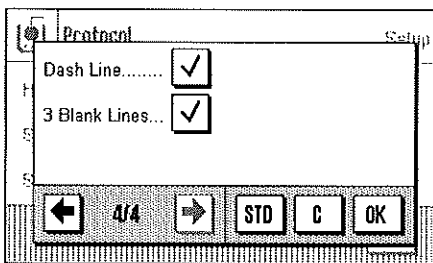 Protocol Setup
Dash Line........ ✓
3 Blank Lines... ✓
4/4 STD C OK